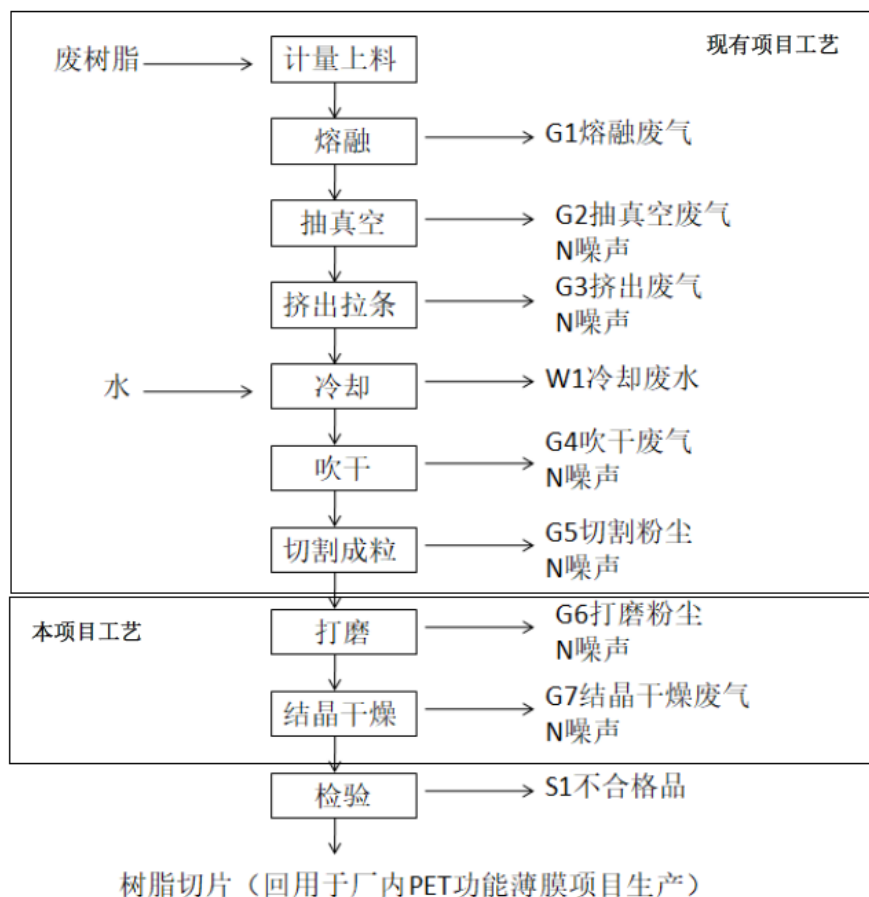 现有项目工艺
废树脂
计量上料
熔融
G1熔融废气
抽真空
G2抽真空废气
N噪声
挤出拉条
G3挤出废气
N噪声
水
冷却
W1冷却废水
吹干
G4吹干废气
N噪声
切割成粒
G5切割粉尘
N噪声
本项目工艺
打磨
G6打磨粉尘
N噪声
结晶干燥
G7结晶干燥废气
N噪声
检验
S1不合格品
树脂切片（回用于厂内PET功能薄膜项目生产）